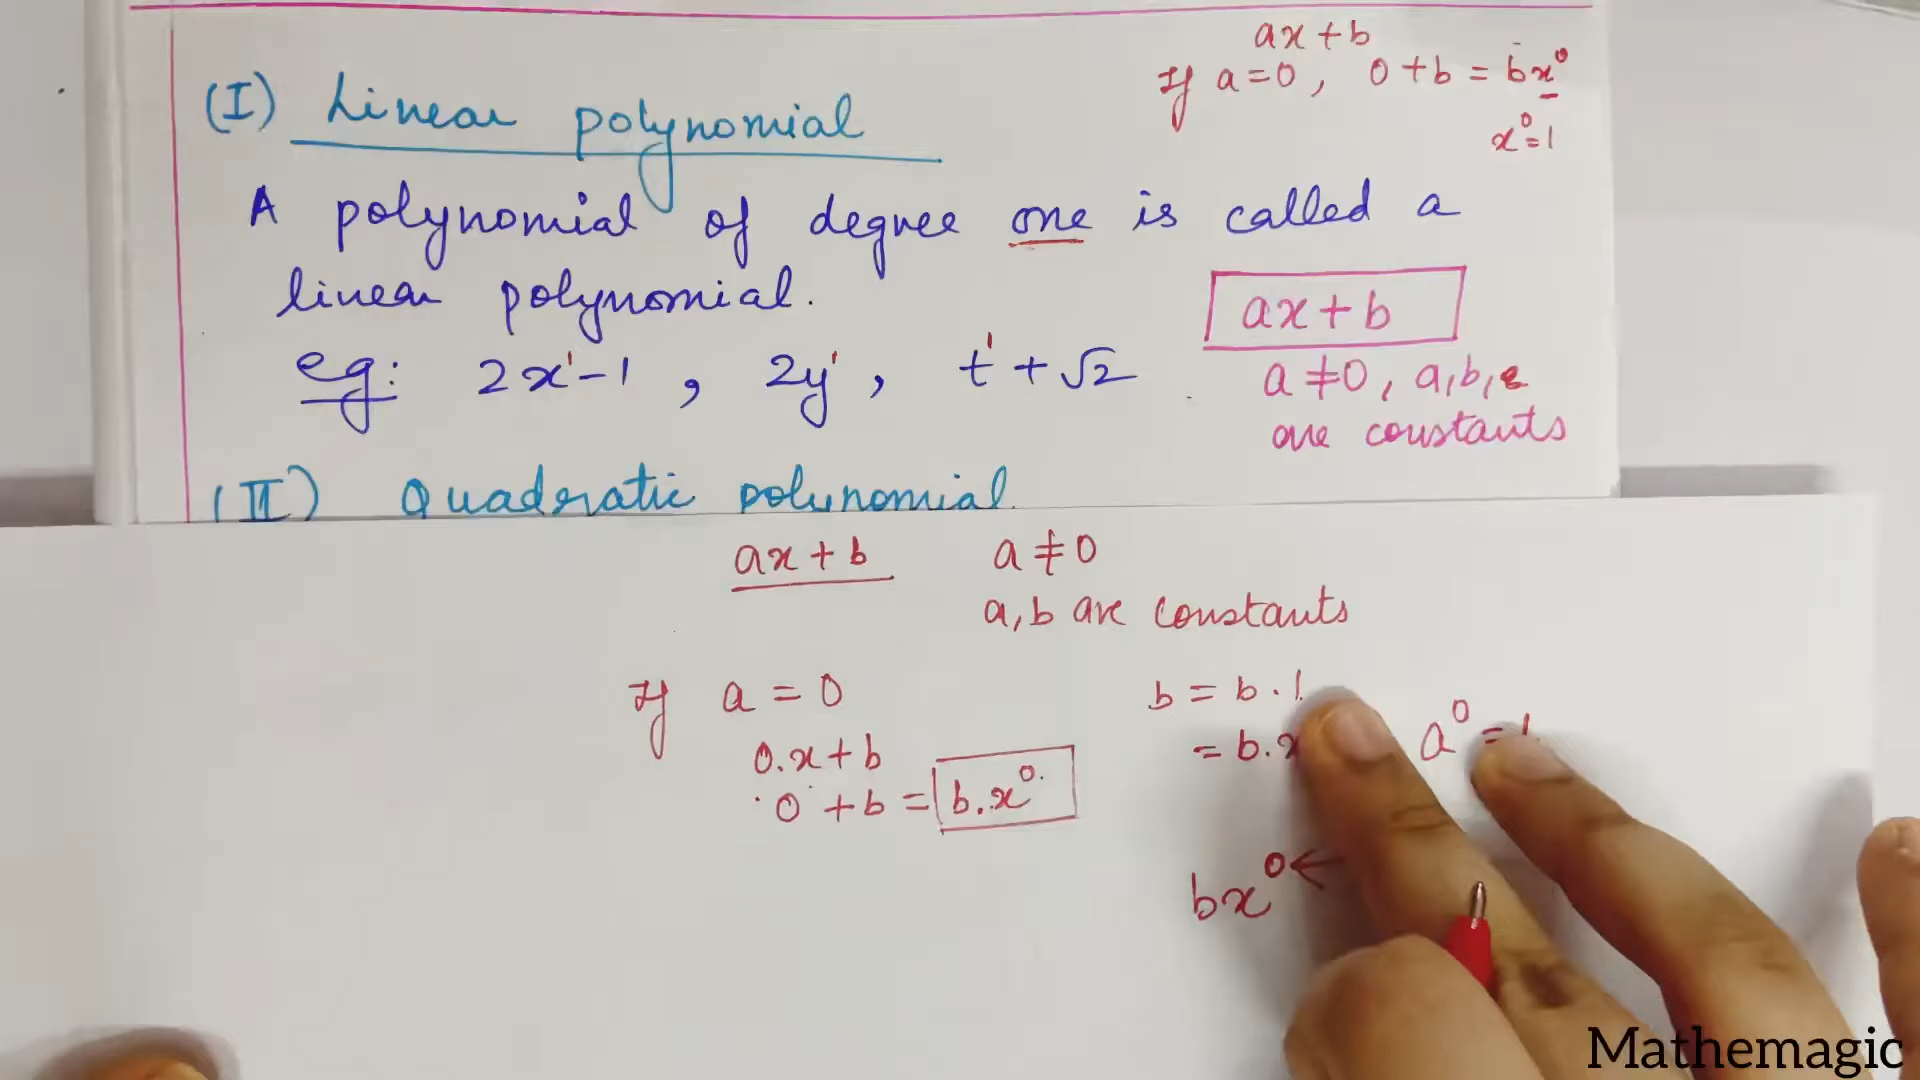 ax + b
If a = 0, 0 + b = bx⁰
x⁰ = 1
(I) Linear polynomial
A polynomial of degree one is called a
linear polynomial.
ax + b
eg: 2x¹ - 1, 2y¹, t¹ + √2
a ≠ 0, a, b,
are constants
(II) Quadratic polynomial
ax + b a ≠ 0
a, b are constants
If a = 0
0.x + b
0 + b = b.x⁰
b = b.1
= b.x
a⁰ = 1
bx⁰ ←
Mathemagic